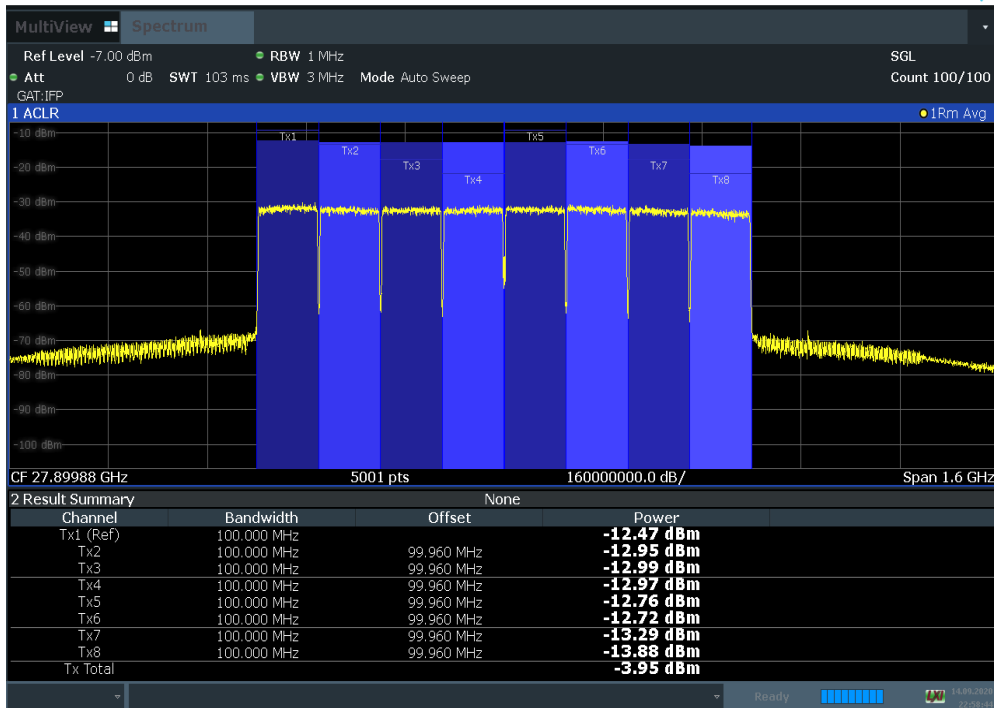 MultiView Spectrum
Ref Level -7.00 dBm RBW 1 MHz SGL
Att 0 dB SWT 103 ms VBW 3 MHz Mode Auto Sweep Count 100/100
GAT:IFP
1 ACLR 1Rm Avg
-10 dBm
Tx1 Tx5
Tx2 Tx6
-20 dBm Tx3 Tx7
Tx4 Tx8
-30 dBm
-40 dBm
-50 dBm
-60 dBm
-70 dBm
-80 dBm
-90 dBm
-100 dBm
CF 27.89988 GHz 5001 pts 160000000.0 dB/ Span 1.6 GHz
2 Result Summary None
Channel Bandwidth Offset Power
Tx1 (Ref) 100.000 MHz -12.47 dBm
Tx2 100.000 MHz 99.960 MHz -12.95 dBm
Tx3 100.000 MHz 99.960 MHz -12.99 dBm
Tx4 100.000 MHz 99.960 MHz -12.97 dBm
Tx5 100.000 MHz 99.960 MHz -12.76 dBm
Tx6 100.000 MHz 99.960 MHz -12.72 dBm
Tx7 100.000 MHz 99.960 MHz -13.29 dBm
Tx8 100.000 MHz 99.960 MHz -13.88 dBm
Tx Total -3.95 dBm
Ready LXI 14.09.2020
22:58:44